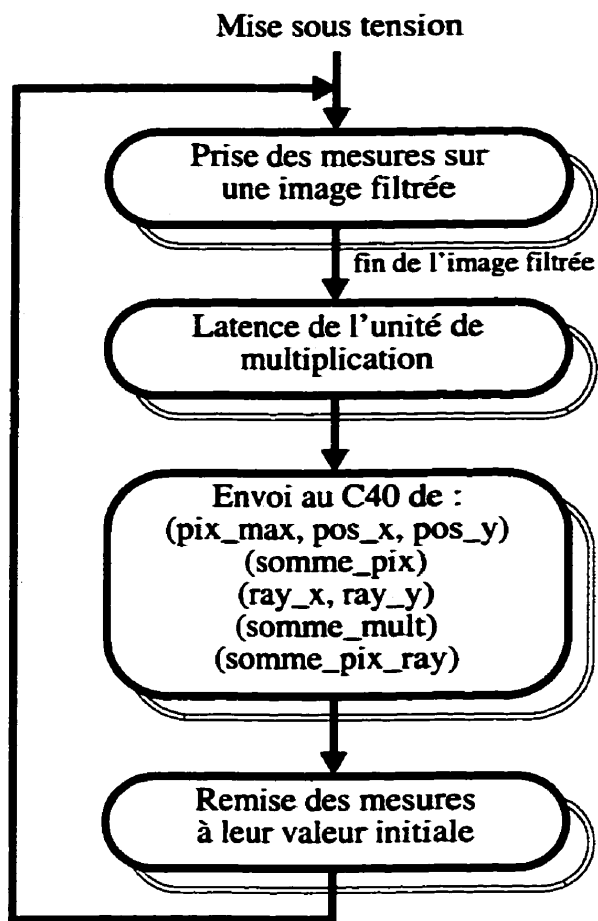 Mise sous tension
Prise des mesures sur
une image filtrée
fin de l'image filtrée
Latence de l'unité de
multiplication
Envoi au C40 de :
(pix_max, pos_x, pos_y)
(somme_pix)
(ray_x, ray_y)
(somme_mult)
(somme_pix_ray)
Remise des mesures
à leur valeur initiale